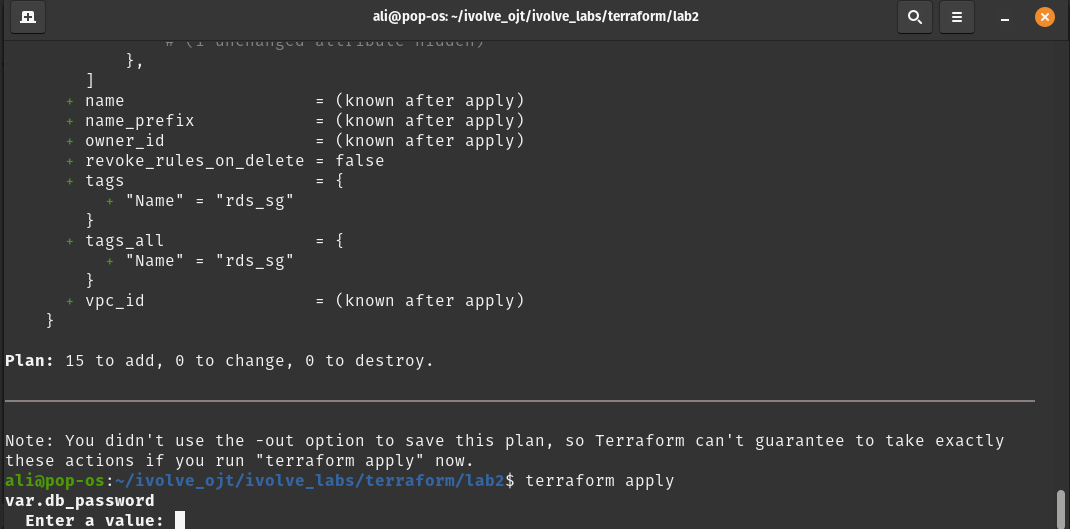 ali@pop-os: ~/ivolve_ojt/ivolve_labs/terraform/lab2
# (1 unchanged attribute hidden)
},
]
+ name = (known after apply)
+ name_prefix = (known after apply)
+ owner_id = (known after apply)
+ revoke_rules_on_delete = false
+ tags = {
+ "Name" = "rds_sg"
}
+ tags_all = {
+ "Name" = "rds_sg"
}
+ vpc_id = (known after apply)
}
Plan: 15 to add, 0 to change, 0 to destroy.
Note: You didn't use the -out option to save this plan, so Terraform can't guarantee to take exactly
these actions if you run "terraform apply" now.
ali@pop-os:~/ivolve_ojt/ivolve_labs/terraform/lab2$ terraform apply
var.db_password
Enter a value: